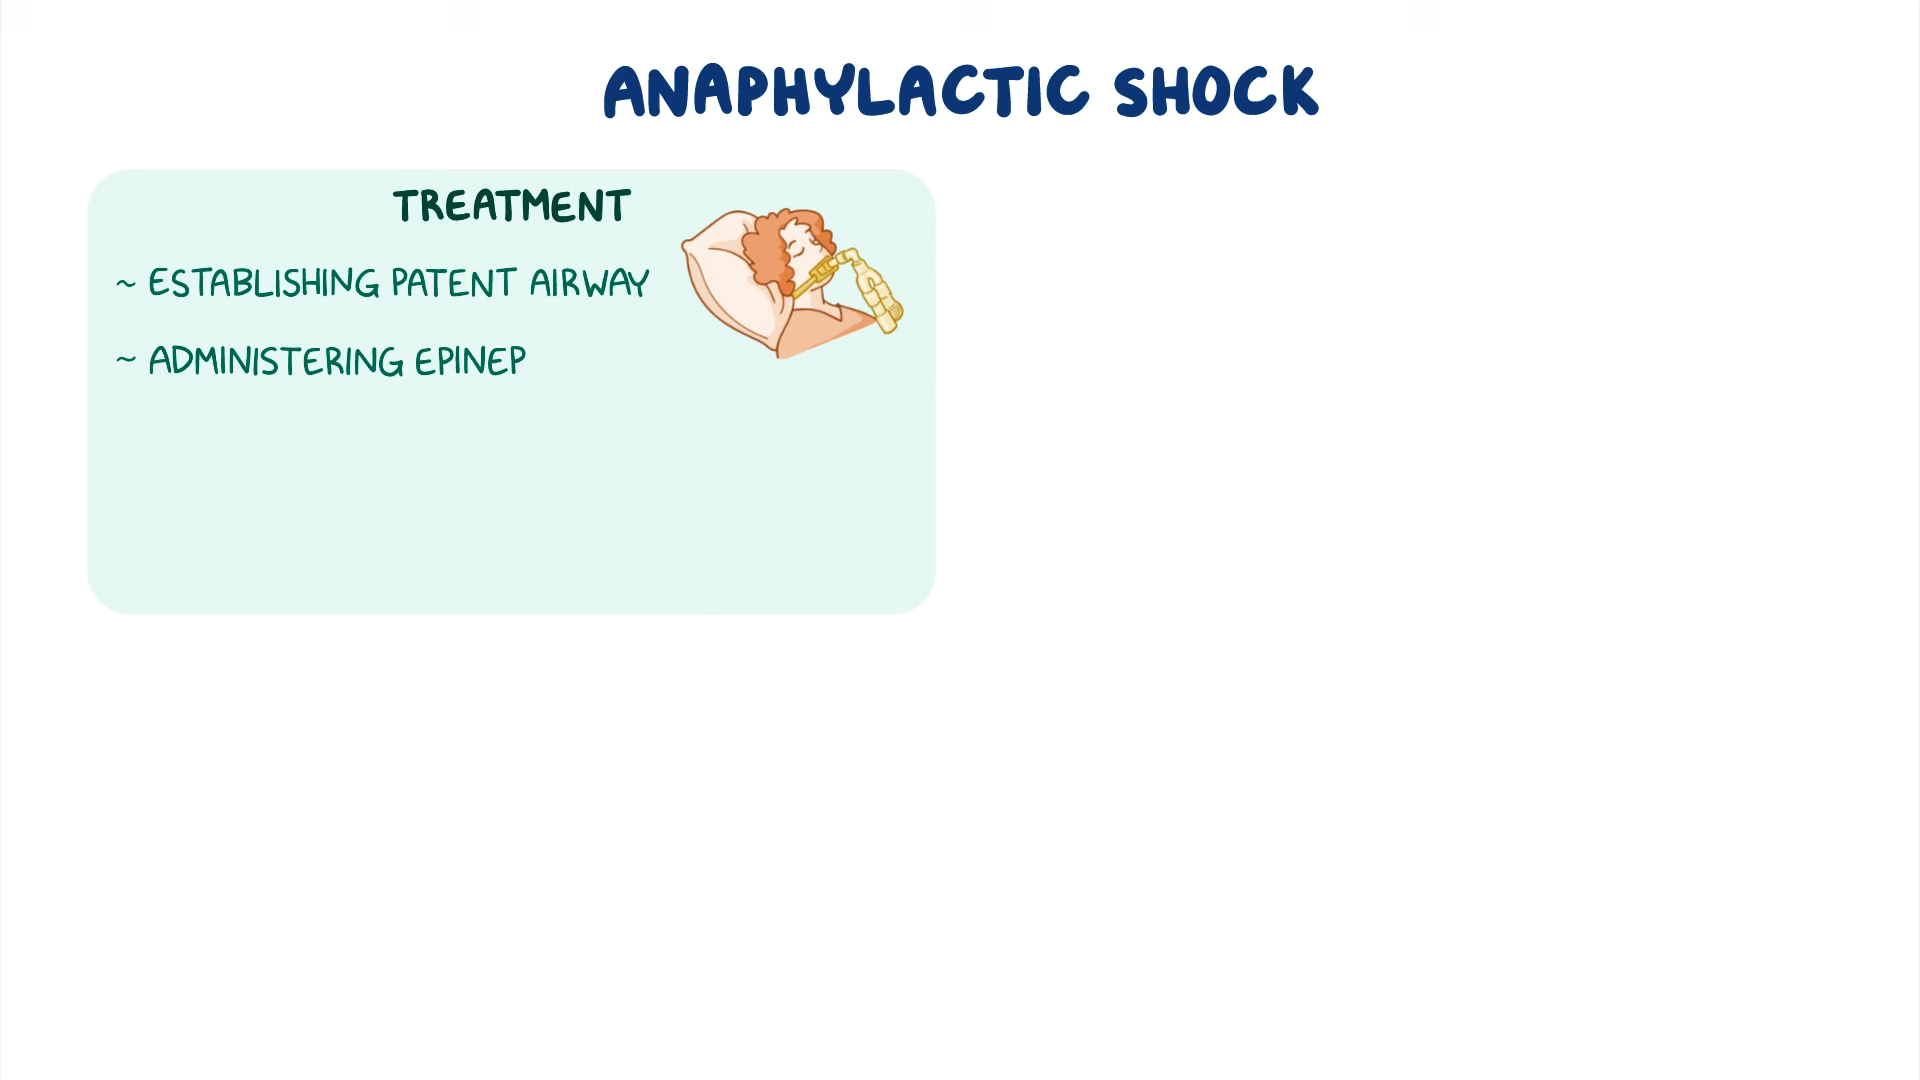 ANAPHYLACTIC SHOCK
TREATMENT
~ ESTABLISHING PATENT AIRWAY
~ ADMINISTERING EPINEP